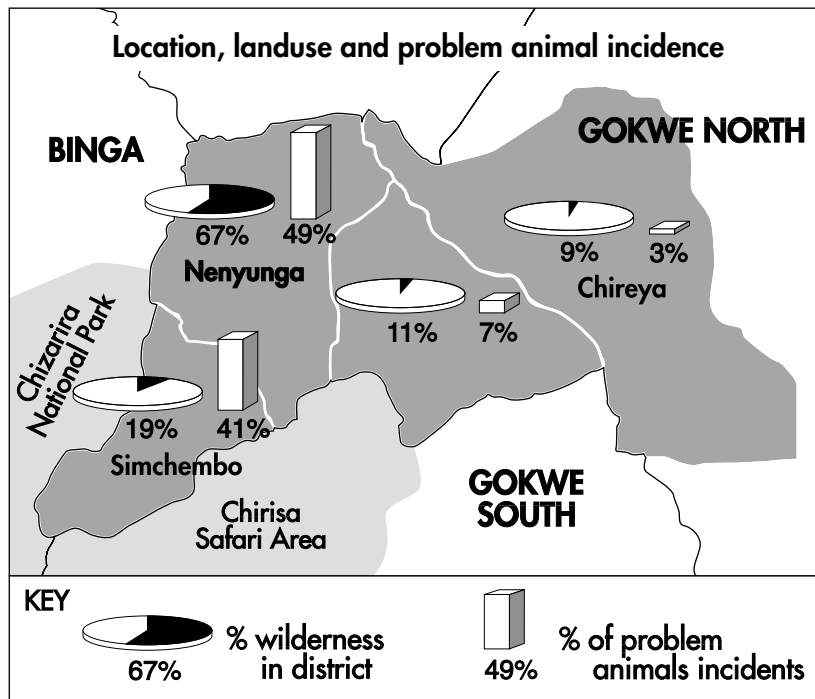 Location, landuse and problem animal incidence
BINGA
GOKWE NORTH
67%
49%
Nenyunga
9%
3%
Chireya
11%
7%
Chizarira
National Park
19%
41%
Simchembo
Chirisa
Safari Area
GOKWE
SOUTH
KEY
67%
% wilderness
in district
49%
% of problem
animals incidents